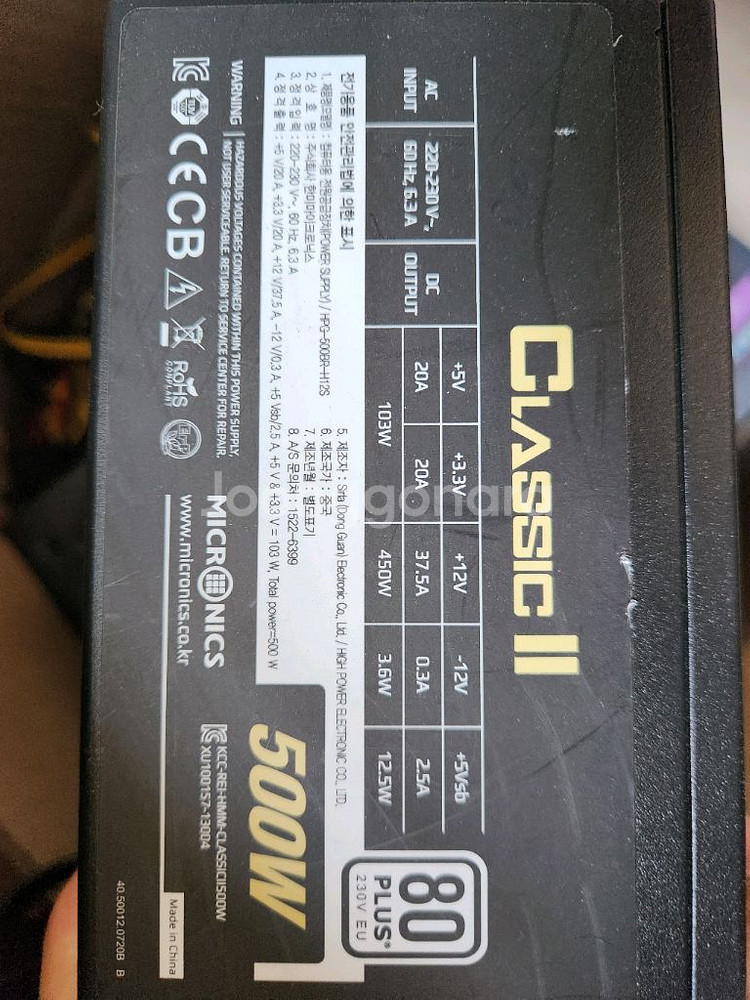 CLASSIC II
AC INPUT
220-230V~, 60Hz, 6.3A
DC OUTPUT
+5V +3.3V +12V -12V +5Vsb
20A 20A 37.5A 0.3A 2.5A
103W 450W 3.6W 12.5W
80
PLUS®
230V EU
전기용품 안전관리법에 의한 표시
1. 제품명/모델명 : 컴퓨터용 전원공급장치(POWER SUPPLY) / HPG-500BR-H12S
2. 상 호 명 : 주식회사 한미마이크로닉스
3. 정격입력 : 220-230 V~, 60 Hz, 6.3 A
4. 정격출력 : +5 V/20 A, +3.3 V/20 A, +12 V/37.5 A, -12 V/0.3 A, +5 Vsb/2.5 A, +5 V & +3.3 V = 103 W, Total power=500 W
5. 제조자 : Sirfa (Dong Guan) Electronic Co., Ltd. / HIGH POWER ELECTRONIC CO., LTD.
6. 제조국가 : 중국
7. 제조년월 : 별도표기
8. A/S 문의처 : 1522-6399
500W
WARNING
HAZARDOUS VOLTAGES CONTAINED WITHIN THIS POWER SUPPLY,
NOT USER SERVICEABLE. RETURN TO SERVICE CENTER FOR REPAIR.
CE CB
RoHS
COMPLIANT
ErP
MICRONICS
www.micronics.co.kr
KCC-REI-HMM-CLASSICII500W
XU100157-13004
Made in China
40.50012.0720B B
Joonggonara